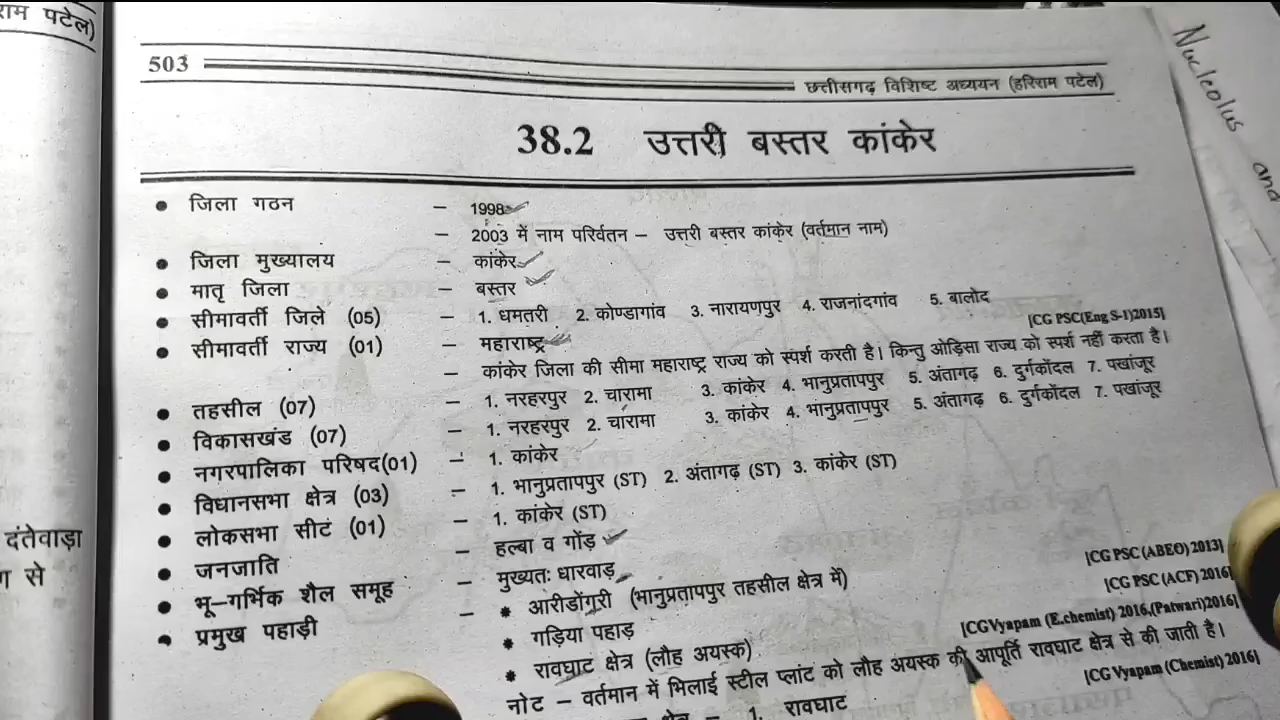 राम पटेल)
503
छत्तीसगढ़ विशिष्ट अध्ययन (हरिराम पटेल)
38.2 उत्तरी बस्तर कांकेर
• जिला गठन – 1998
– 2003 में नाम परिर्वतन – उत्तरी बस्तर कांकेर (वर्तमान नाम)
• जिला मुख्यालय – कांकेर
• मातृ जिला – बस्तर
• सीमावर्ती जिले (05) – 1. धमतरी 2. कोण्डागांव 3. नारायणपुर 4. राजनांदगांव 5. बालोद
• सीमावर्ती राज्य (01) – महाराष्ट्र [CG PSC(Eng S-I)2015]
– कांकेर जिला की सीमा महाराष्ट्र राज्य को स्पर्श करती है। किन्तु ओड़िसा राज्य को स्पर्श नहीं करता है।
• तहसील (07) – 1. नरहरपुर 2. चारामा 3. कांकेर 4. भानुप्रतापपुर 5. अंतागढ़ 6. दुर्गकोंदल 7. पखांजूर
• विकासखंड (07) – 1. नरहरपुर 2. चारामा 3. कांकेर 4. भानुप्रतापपुर 5. अंतागढ़ 6. दुर्गकोंदल 7. पखांजूर
• नगरपालिका परिषद(01) – 1. कांकेर
• विधानसभा क्षेत्र (03) – 1. भानुप्रतापपुर (ST) 2. अंतागढ़ (ST) 3. कांकेर (ST)
• लोकसभा सीट (01) – 1. कांकेर (ST)
• जनजाति – हल्बा व गोंड़
• भू–गर्भिक शैल समूह – मुख्यतः धारवाड़ [CG PSC (ABEO) 2013]
• प्रमुख पहाड़ी – * आरीडोंगुरी (भानुप्रतापपुर तहसील क्षेत्र में) [CG PSC (ACF) 2016]
* गड़िया पहाड़
* रावघाट क्षेत्र (लौह अयस्क) [CGVyapam (E.chemist) 2016,(Patwari)2016]
नोट – वर्तमान में भिलाई स्टील प्लांट को लौह अयस्क की आपूर्ति रावघाट क्षेत्र से की जाती है।
[CG Vyapam (Chemist) 2016]
क्षेत्र – 1. रावघाट
दंतेवाड़ा
से
Nucleolus and